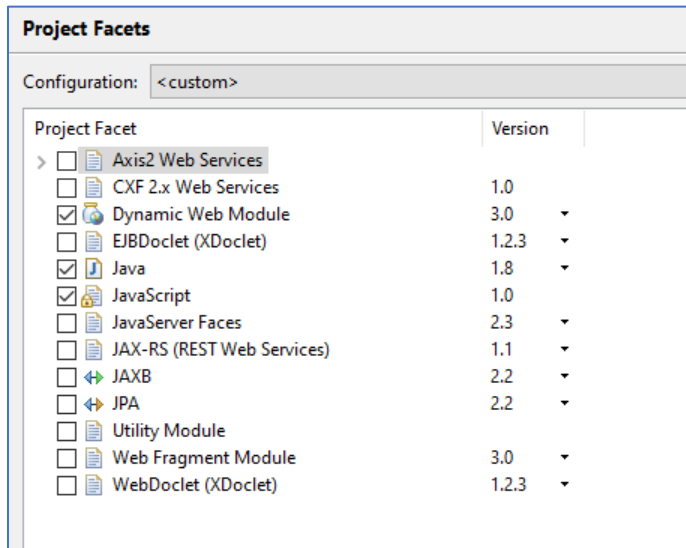 Project Facets
Configuration: <custom>
Project Facet Version
Axis2 Web Services
CXF 2.x Web Services 1.0
Dynamic Web Module 3.0
EJBDoclet (XDoclet) 1.2.3
Java 1.8
JavaScript 1.0
JavaServer Faces 2.3
JAX-RS (REST Web Services) 1.1
JAXB 2.2
JPA 2.2
Utility Module
Web Fragment Module 3.0
WebDoclet (XDoclet) 1.2.3